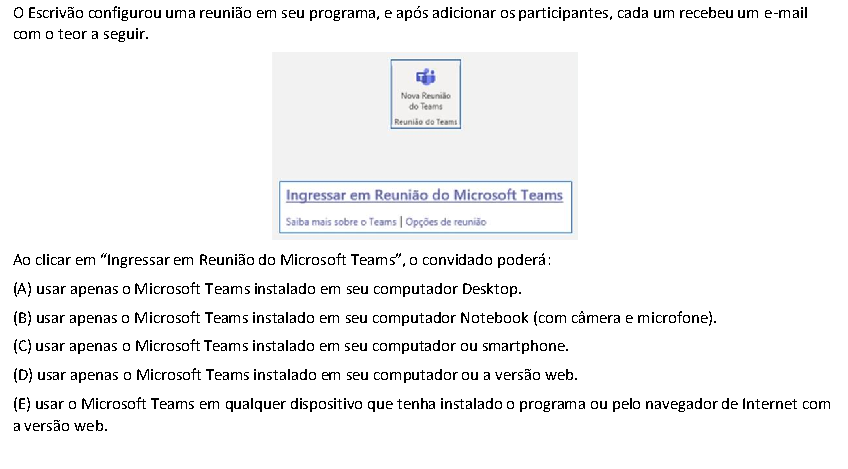 O Escrivão configurou uma reunião em seu programa, e após adicionar os participantes, cada um recebeu um e-mail
com o teor a seguir.
Nova Reunião
do Teams
Reunião do Teams
Ingressar em Reunião do Microsoft Teams
Saiba mais sobre o Teams | Opções de reunião
Ao clicar em “Ingressar em Reunião do Microsoft Teams”, o convidado poderá:
(A) usar apenas o Microsoft Teams instalado em seu computador Desktop.
(B) usar apenas o Microsoft Teams instalado em seu computador Notebook (com câmera e microfone).
(C) usar apenas o Microsoft Teams instalado em seu computador ou smartphone.
(D) usar apenas o Microsoft Teams instalado em seu computador ou a versão web.
(E) usar o Microsoft Teams em qualquer dispositivo que tenha instalado o programa ou pelo navegador de Internet com
a versão web.